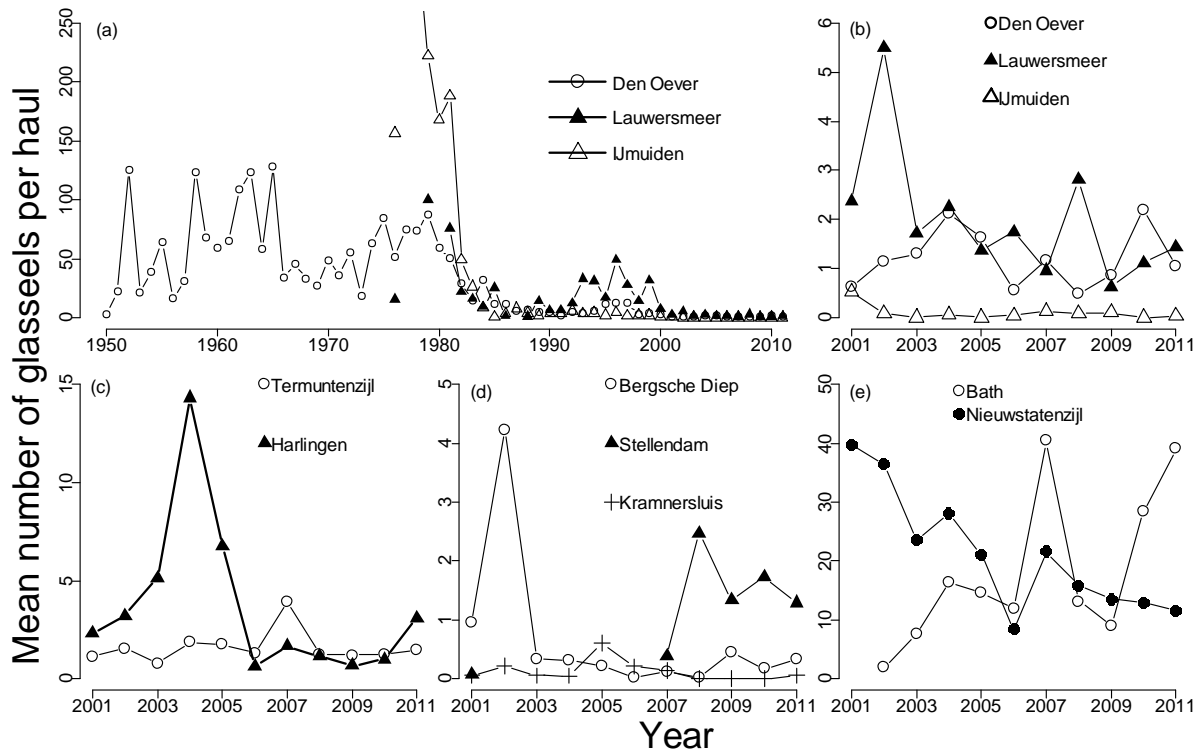 Mean number of glasseels per haul
(a)
250
200
150
100
50
0
Den Oever
Lauwersmeer
IJmuiden
1950 1960 1970 1980 1990 2000 2010
(b)
6
5
4
3
2
1
0
Den Oever
Lauwersmeer
IJmuiden
2001 2003 2005 2007 2009 2011
(c)
15
10
5
0
Termuntenzijl
Harlingen
2001 2003 2005 2007 2009 2011
(d)
5
4
3
2
1
0
Bergsche Diep
Stellendam
Kramnersluis
2001 2003 2005 2007 2009 2011
(e)
50
40
30
20
10
0
Bath
Nieuwstatenzijl
2001 2003 2005 2007 2009 2011
Year